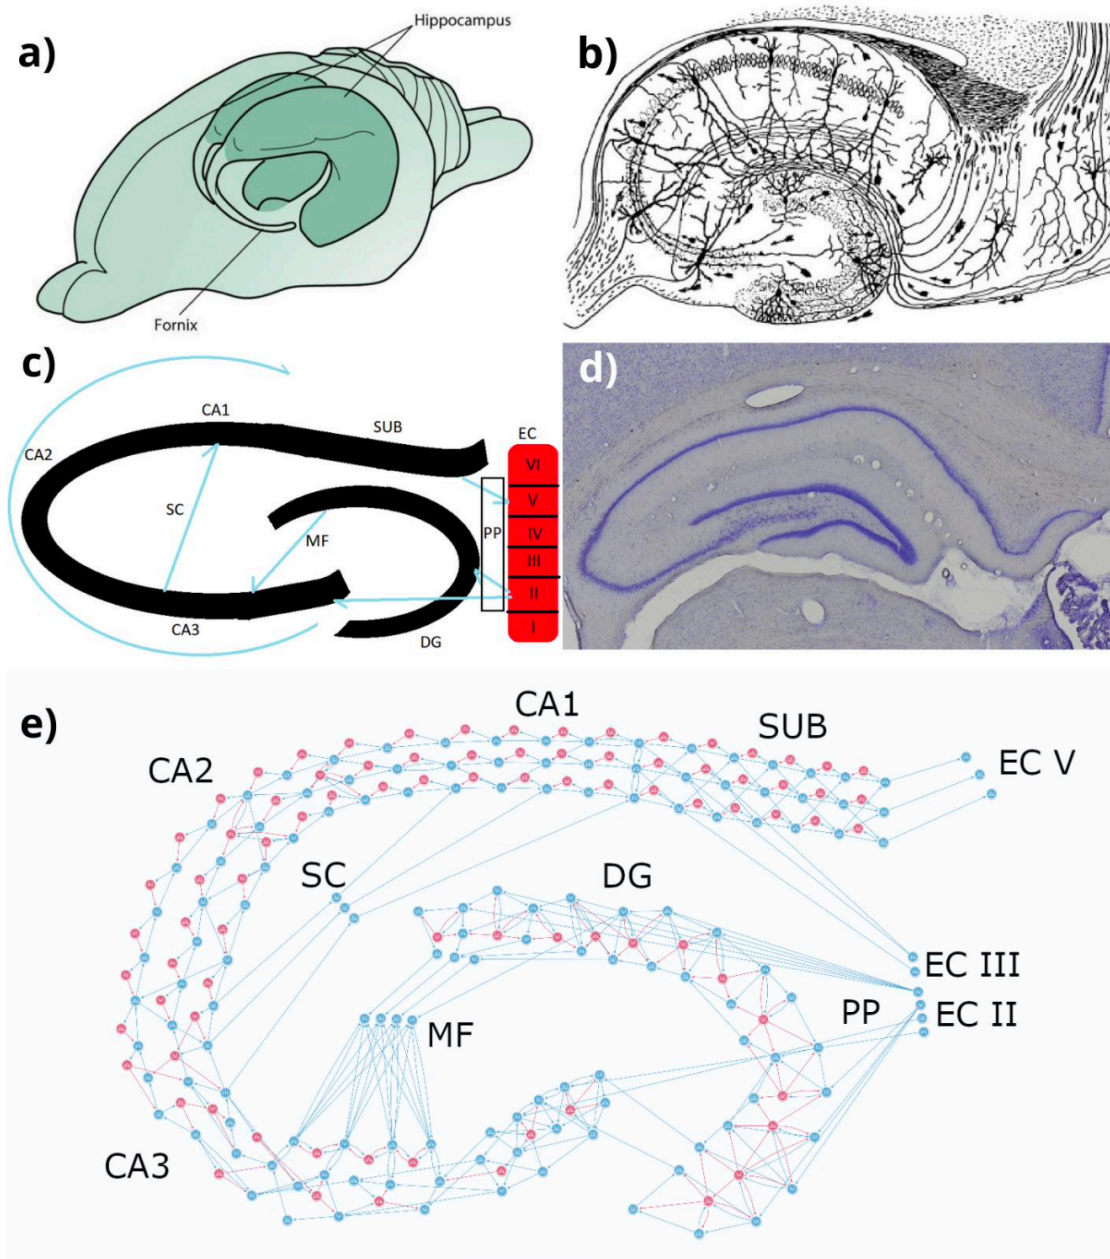 a)
Hippocampus
Fornix
b)
c)
CA1
SUB
EC
CA2
VI
SC
PP
V
MF
IV
III
II
CA3
DG
I
d)
e)
CA1
SUB
CA2
EC V
SC
DG
EC III
PP
EC II
MF
CA3